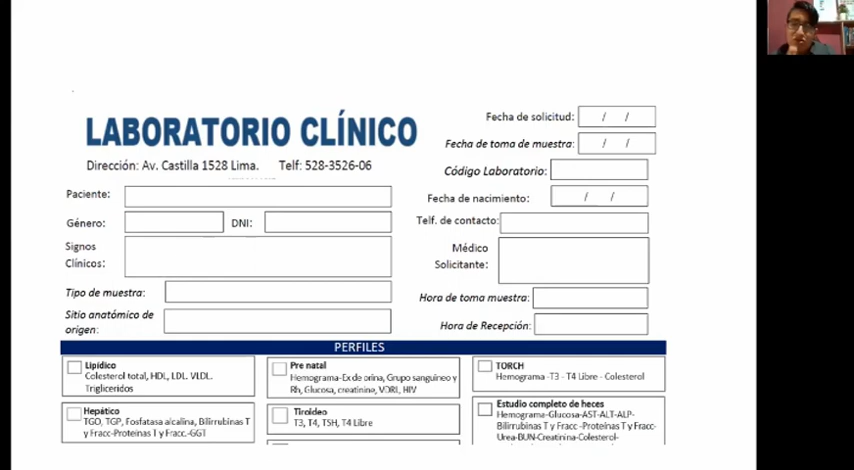 LABORATORIO CLÍNICO
Dirección: Av. Castilla 1528 Lima. Telf: 528-3526-06
Fecha de solicitud: / /
Fecha de toma de muestra: / /
Código Laboratorio:
Paciente:
Fecha de nacimiento: / /
Género: DNI:
Telf. de contacto:
Signos
Clínicos:
Médico
Solicitante:
Tipo de muestra:
Hora de toma muestra:
Sitio anatómico de
origen:
Hora de Recepción:
PERFILES
Lipídico
Colesterol total, HDL, LDL. VLDL.
Trigliceridos
Pre natal
Hemograma-Ex de orina, Grupo sanguineo y
Rh, Glucosa, creatinine, VDRL, HIV
TORCH
Hemograma -T3 - T4 Libre - Colesterol
Hepático
TGO, TGP, Fosfatasa alcalina, Bilirrubinas T
y Fracc-Proteínas T y Fracc.-GGT
Tiroideo
T3, T4, TSH, T4 Libre
Estudio completo de heces
Hemograma-Glucosa-AST-ALT-ALP-
Bilirrubinas T y Fracc -Proteínas T y Fracc-
Urea-BUN-Creatinina-Colesterol-